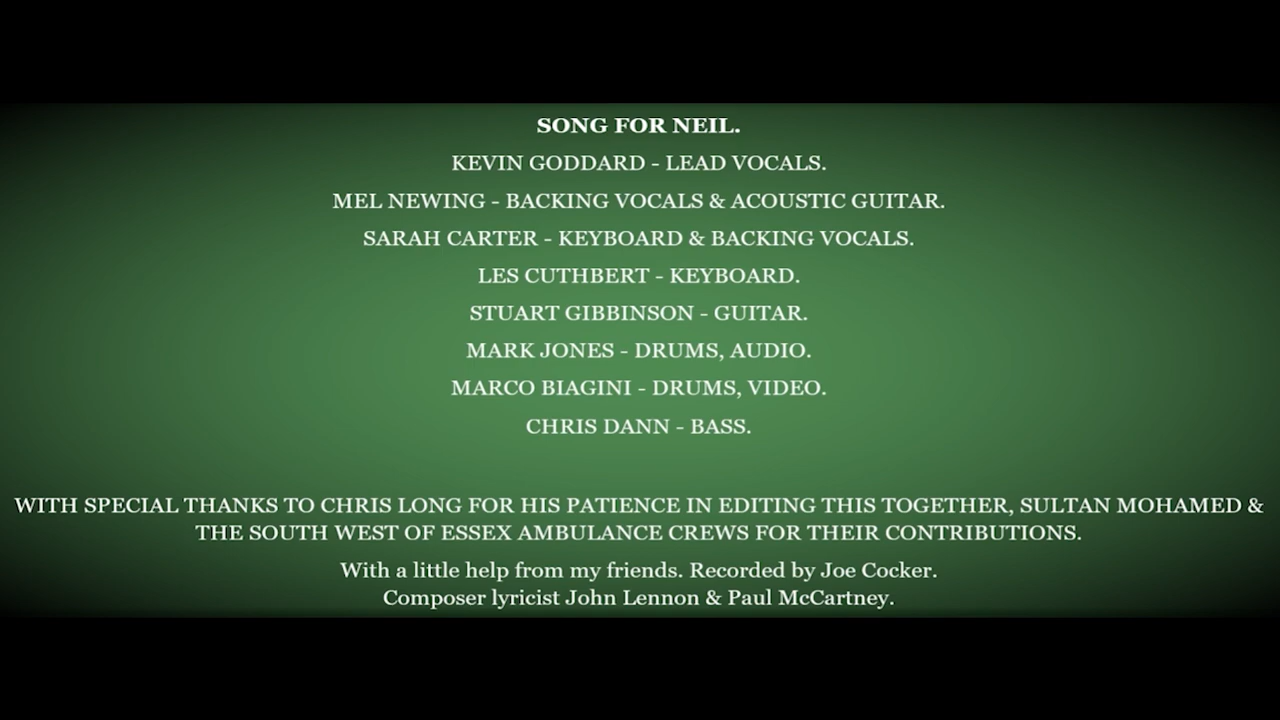 SONG FOR NEIL.
KEVIN GODDARD - LEAD VOCALS.
MEL NEWING - BACKING VOCALS & ACOUSTIC GUITAR.
SARAH CARTER - KEYBOARD & BACKING VOCALS.
LES CUTHBERT - KEYBOARD.
STUART GIBBINSON - GUITAR.
MARK JONES - DRUMS, AUDIO.
MARCO BIAGINI - DRUMS, VIDEO.
CHRIS DANN - BASS.
WITH SPECIAL THANKS TO CHRIS LONG FOR HIS PATIENCE IN EDITING THIS TOGETHER, SULTAN MOHAMED &
THE SOUTH WEST OF ESSEX AMBULANCE CREWS FOR THEIR CONTRIBUTIONS.
With a little help from my friends. Recorded by Joe Cocker.
Composer lyricist John Lennon & Paul McCartney.